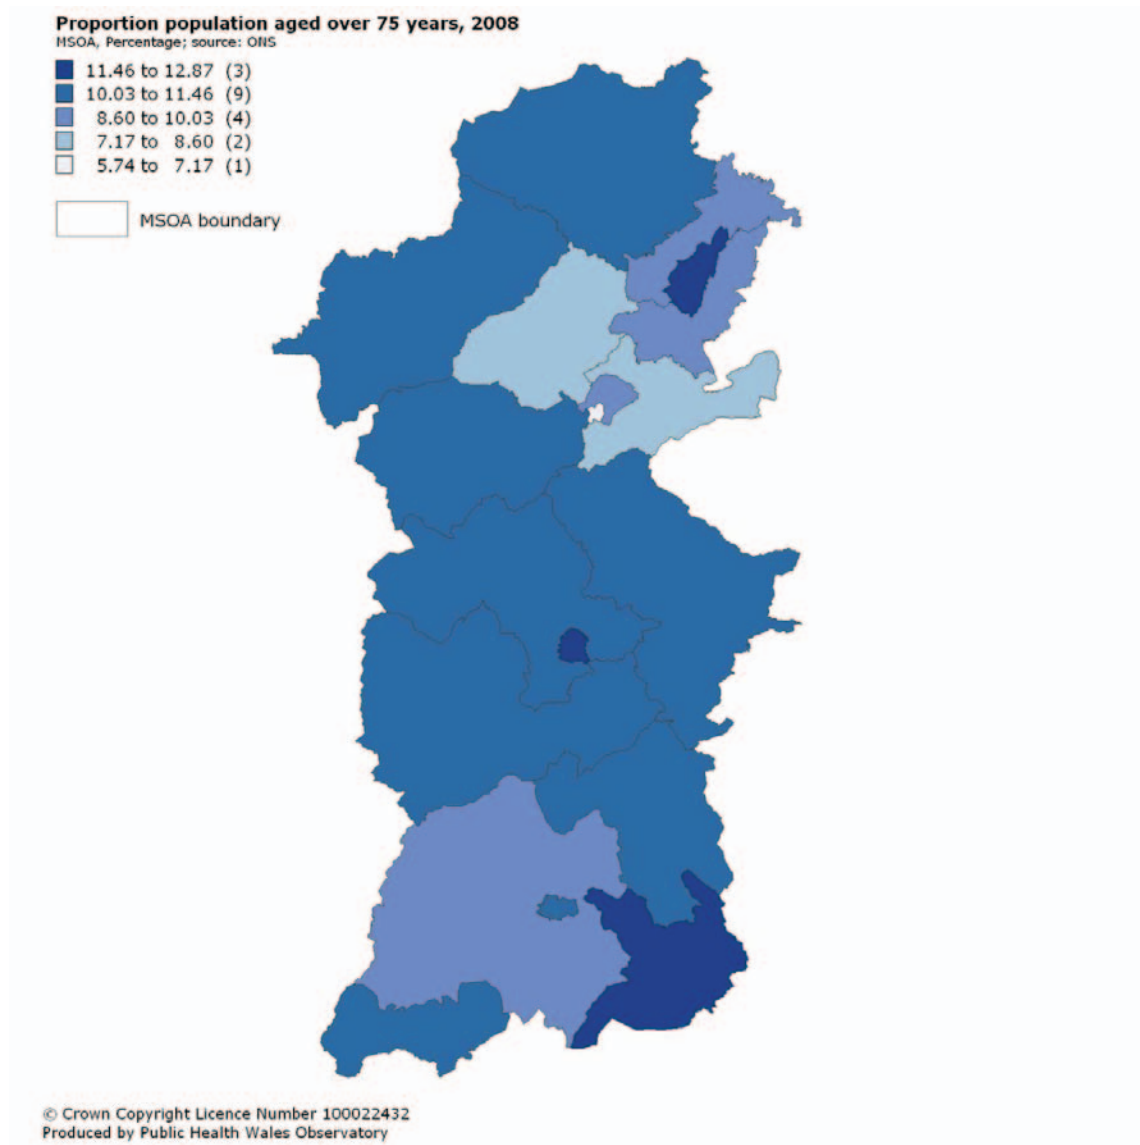 Proportion population aged over 75 years, 2008
MSOA, Percentage; source: ONS
11.46 to 12.87 (3)
10.03 to 11.46 (9)
8.60 to 10.03 (4)
7.17 to 8.60 (2)
5.74 to 7.17 (1)
MSOA boundary
© Crown Copyright Licence Number 100022432
Produced by Public Health Wales Observatory